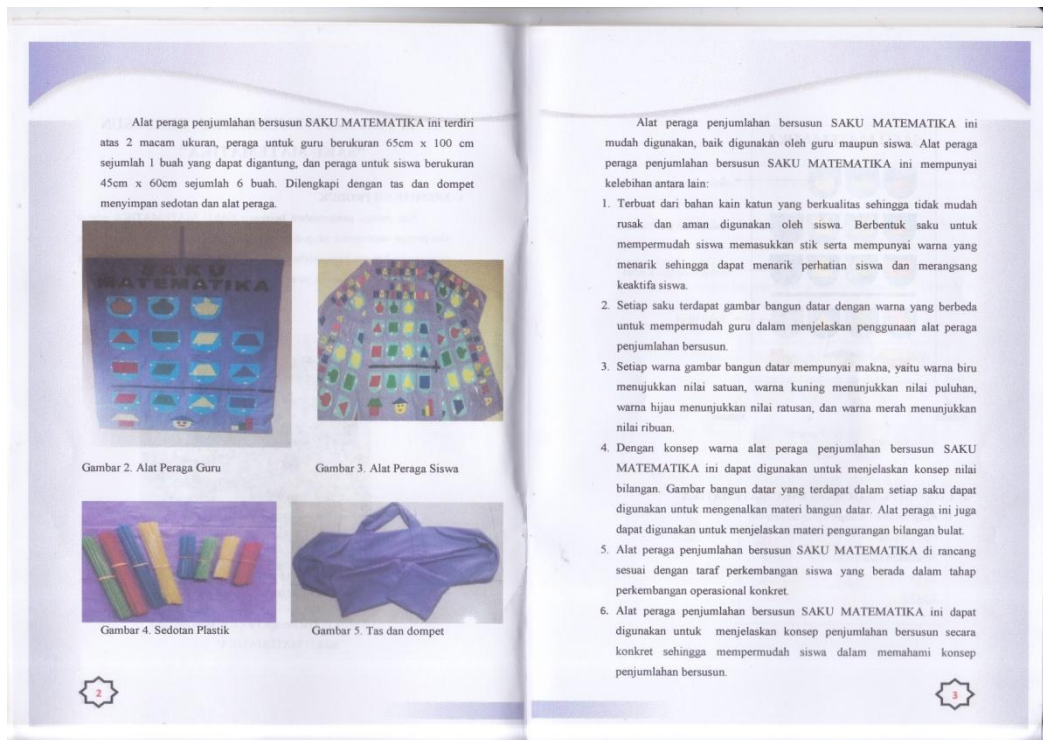 Alat peraga penjumlahan bersusun SAKU MATEMATIKA ini terdiri
atas 2 macam ukuran, peraga untuk guru berukuran 65cm x 100 cm
sejumlah 1 buah yang dapat digantung, dan peraga untuk siswa berukuran
45cm x 60cm sejumlah 6 buah. Dilengkapi dengan tas dan dompet
menyimpan sedotan dan alat peraga.
SAKU
MATEMATIKA
Gambar 2. Alat Peraga Guru
Gambar 3. Alat Peraga Siswa
Gambar 4. Sedotan Plastik
Gambar 5. Tas dan dompet
2
Alat peraga penjumlahan bersusun SAKU MATEMATIKA ini
mudah digunakan, baik digunakan oleh guru maupun siswa. Alat peraga
peraga penjumlahan bersusun SAKU MATEMATIKA ini mempunyai
kelebihan antara lain:
1. Terbuat dari bahan kain katun yang berkualitas sehingga tidak mudah
rusak dan aman digunakan oleh siswa. Berbentuk saku untuk
mempermudah siswa memasukkan stik serta mempunyai warna yang
menarik sehingga dapat menarik perhatian siswa dan merangsang
keaktifa siswa.
2. Setiap saku terdapat gambar bangun datar dengan warna yang berbeda
untuk mempermudah guru dalam menjelaskan penggunaan alat peraga
penjumlahan bersusun.
3. Setiap warna gambar bangun datar mempunyai makna, yaitu warna biru
menujukkan nilai satuan, warna kuning menunjukkan nilai puluhan,
warna hijau menunjukkan nilai ratusan, dan warna merah menunjukkan
nilai ribuan.
4. Dengan konsep warna alat peraga penjumlahan bersusun SAKU
MATEMATIKA ini dapat digunakan untuk menjelaskan konsep nilai
bilangan. Gambar bangun datar yang terdapat dalam setiap saku dapat
digunakan untuk mengenalkan materi bangun datar. Alat peraga ini juga
dapat digunakan untuk menjelaskan materi pengurangan bilangan bulat.
5. Alat peraga penjumlahan bersusun SAKU MATEMATIKA di rancang
sesuai dengan taraf perkembangan siswa yang berada dalam tahap
perkembangan operasional konkret.
6. Alat peraga penjumlahan bersusun SAKU MATEMATIKA ini dapat
digunakan untuk menjelaskan konsep penjumlahan bersusun secara
konkret sehingga mempermudah siswa dalam memahami konsep
penjumlahan bersusun.
3